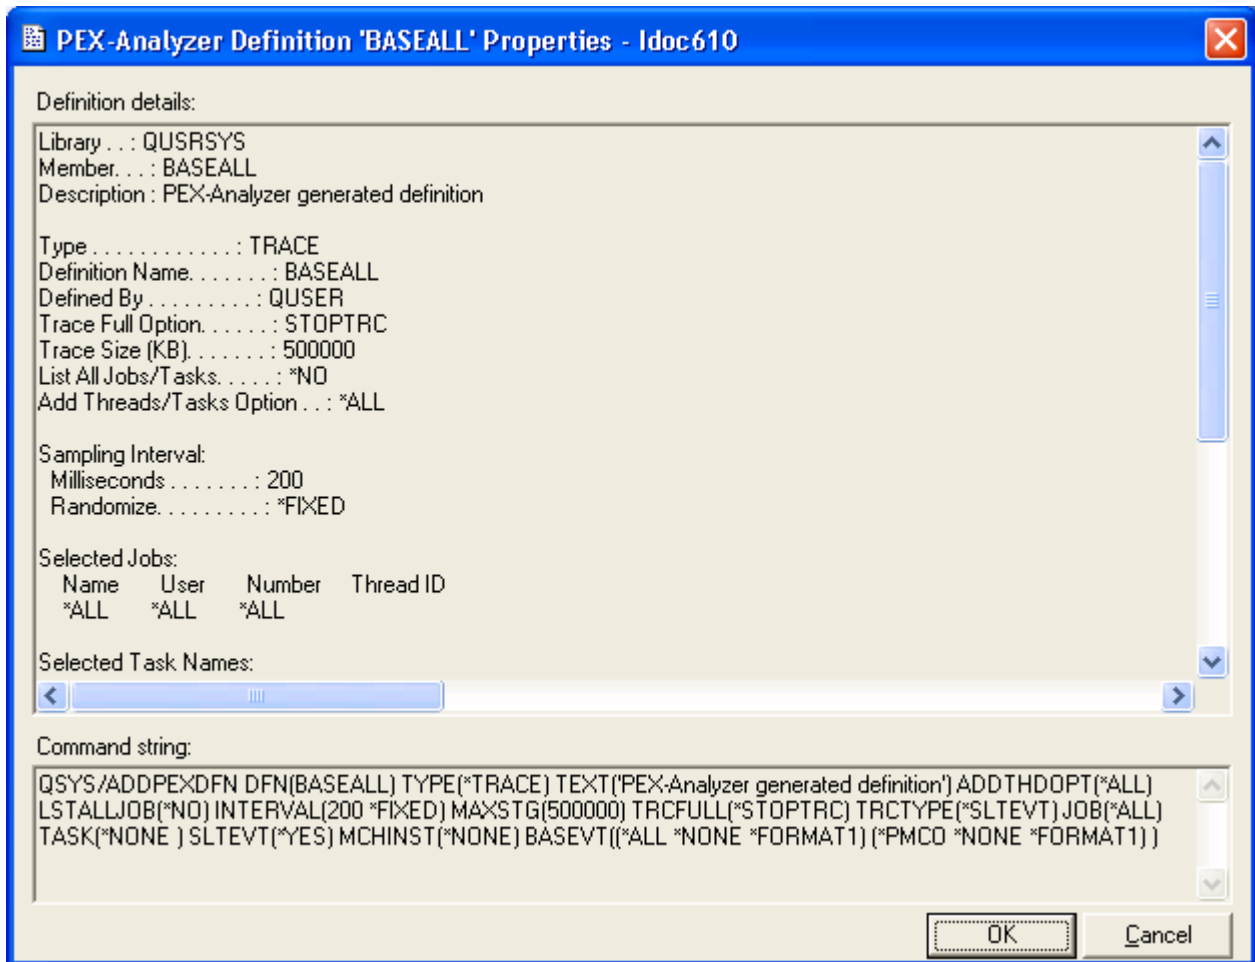 PEX-Analyzer Definition 'BASEALL' Properties - Idoc610
Definition details:
Library . . : QUSRSYS
Member. . . : BASEALL
Description : PEX-Analyzer generated definition
Type . . . . . . . . . . . . : TRACE
Definition Name. . . . . . . : BASEALL
Defined By . . . . . . . . . : QUSER
Trace Full Option. . . . . . : STOPTRC
Trace Size (KB). . . . . . . : 500000
List All Jobs/Tasks. . . . . : *NO
Add Threads/Tasks Option . . : *ALL
Sampling Interval:
Milliseconds . . . . . . . : 200
Randomize. . . . . . . . . : *FIXED
Selected Jobs:
Name User Number Thread ID
*ALL *ALL *ALL
Selected Task Names:
Command string:
QSYS/ADDPEXDFN DFN(BASEALL) TYPE(*TRACE) TEXT('PEX-Analyzer generated definition') ADDTHDOPT(*ALL)
LSTALLJOB(*NO) INTERVAL(200 *FIXED) MAXSTG(500000) TRCFULL(*STOPTRC) TRCTYPE(*SLTEVT) JOB(*ALL)
TASK(*NONE ) SLTEVT(*YES) MCHINST(*NONE) BASEVT((*ALL *NONE *FORMAT1) (*PMCO *NONE *FORMAT1) )
OK Cancel